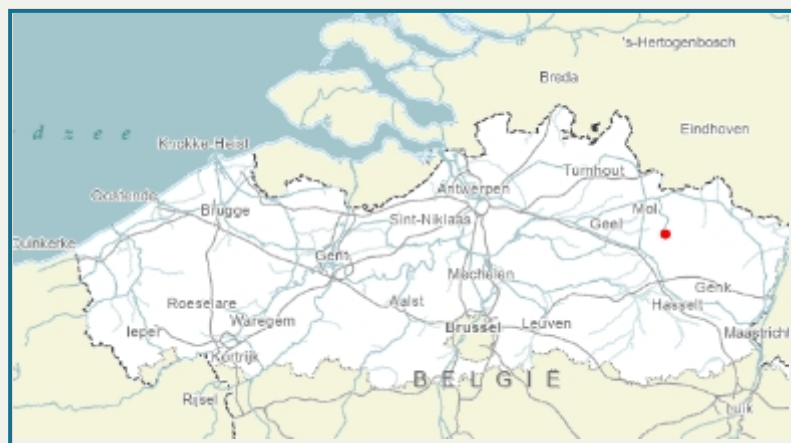 's-Hertogenbosch
Breda
d z e e
Eindhoven
Knokke-Heist
Turnhout
Antwerpen
Oostende
Mol
Brugge
Sint-Niklaas
Geel
Duinkerke
Gent
Mechelen
Genk
Roeselare
Aalst
Hasselt
Waregem
Brussel
Leuven
Ieper
Maastricht
Kortrijk
BELGIË
Rijsel
Luik